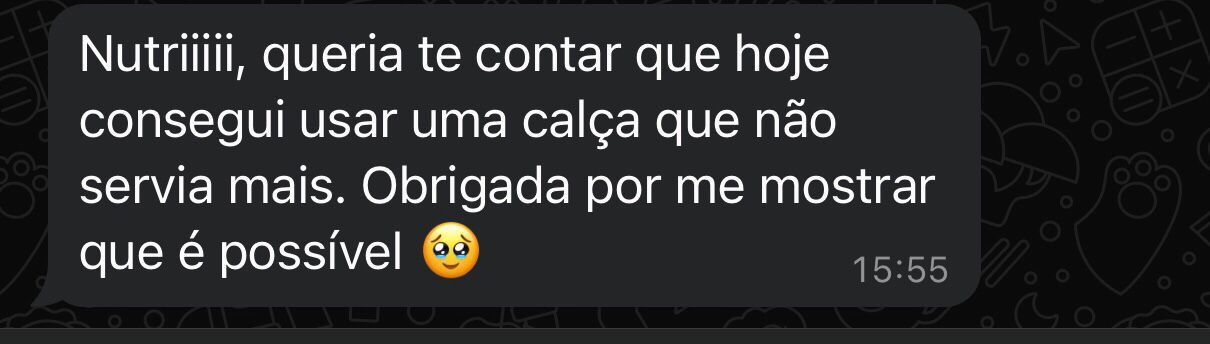 Nutriiiii, queria te contar que hoje
consegui usar uma calça que não
servia mais. Obrigada por me mostrar
que é possível 🥹
15:55